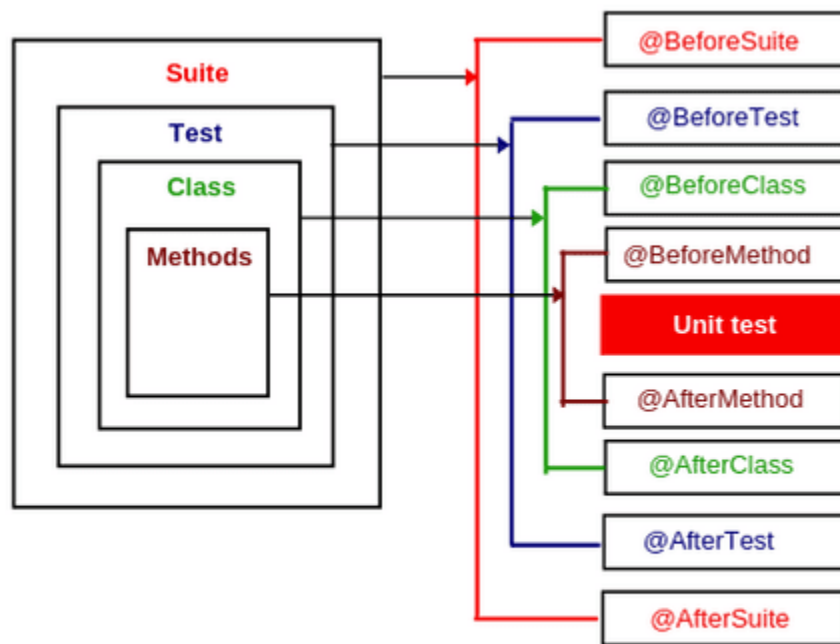 Suite
Test
Class
Methods
@BeforeSuite
@BeforeTest
@BeforeClass
@BeforeMethod
Unit test
@AfterMethod
@AfterClass
@AfterTest
@AfterSuite